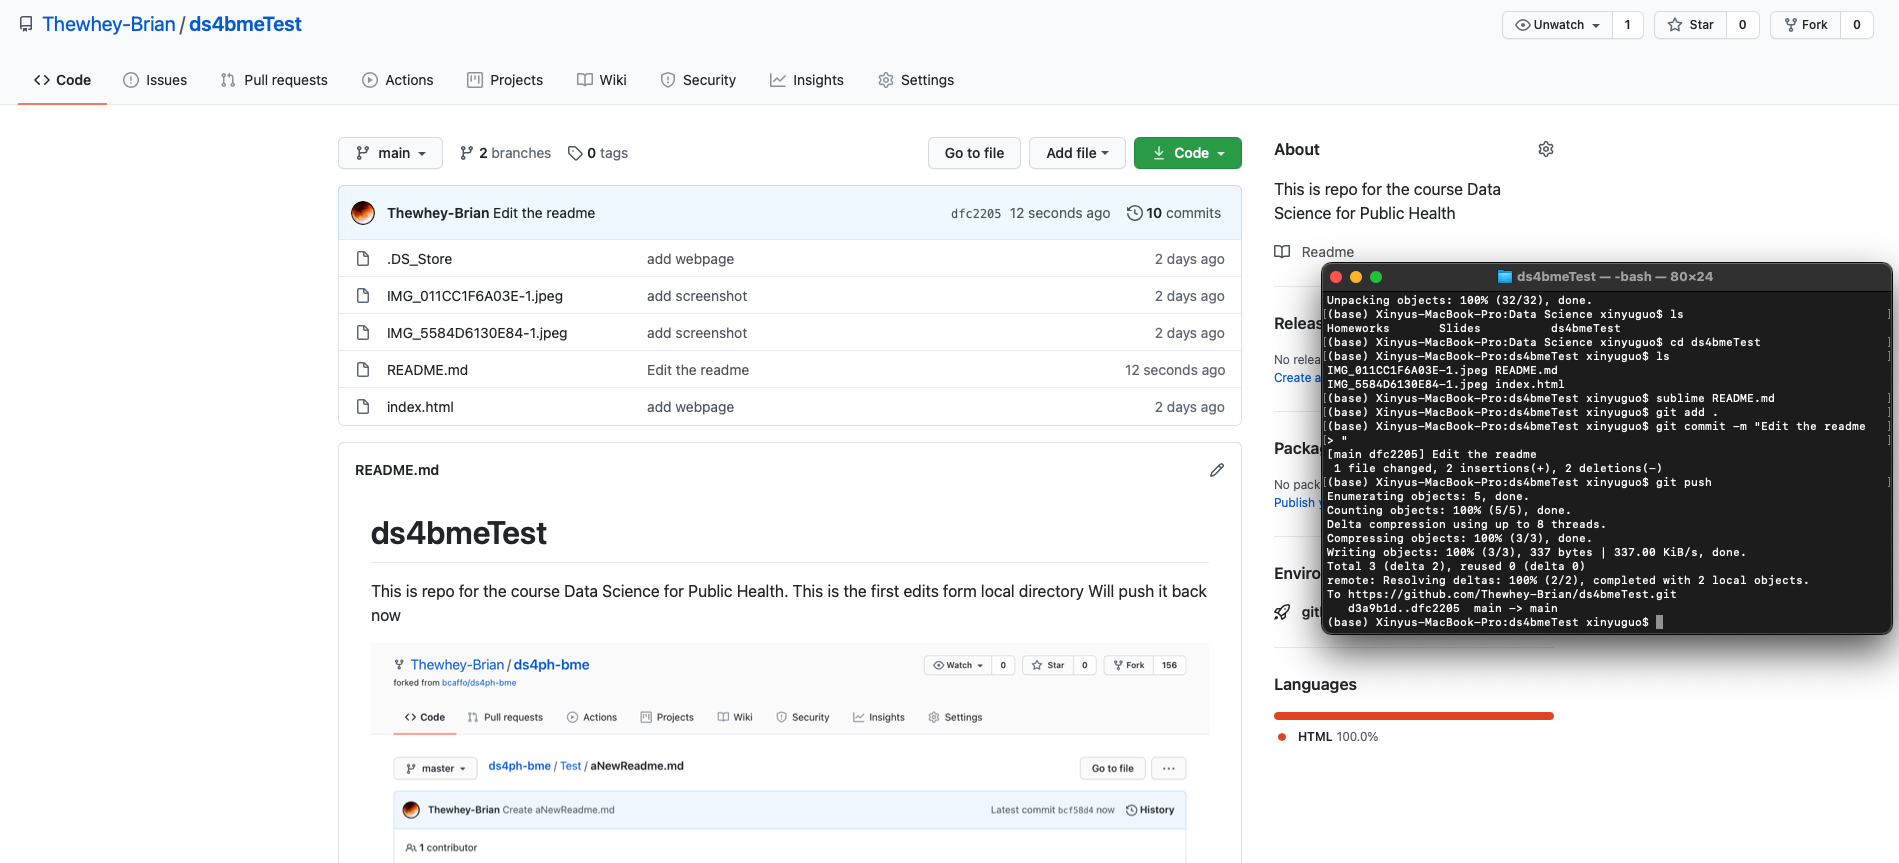 Thewhey-Brian / ds4bmeTest
Unwatch 1
Star 0
Fork 0
Code
Issues
Pull requests
Actions
Projects
Wiki
Security
Insights
Settings
main
2 branches
0 tags
Go to file
Add file
Code
Thewhey-Brian Edit the readme
dfc2205 12 seconds ago 10 commits
.DS_Store add webpage 2 days ago
IMG_011CC1F6A03E-1.jpeg add screenshot 2 days ago
IMG_5584D6130E84-1.jpeg add screenshot 2 days ago
README.md Edit the readme 12 seconds ago
index.html add webpage 2 days ago
README.md
ds4bmeTest
This is repo for the course Data Science for Public Health. This is the first edits form local directory Will push it back
now
Thewhey-Brian / ds4ph-bme
forked from bcaffo/ds4ph-bme
Watch 0
Star 0
Fork 156
Code
Pull requests
Actions
Projects
Wiki
Security
Insights
Settings
master
ds4ph-bme / Test / aNewReadme.md
Go to file
...
Thewhey-Brian Create aNewReadme.md
Latest commit bcf58d4 now History
1 contributor
About
This is repo for the course Data
Science for Public Health
Readme
Releas
No relea
Create a
Packa
No pack
Publish y
Enviro
gith
Languages
HTML 100.0%
ds4bmeTest — -bash — 80×24
Unpacking objects: 100% (32/32), done.
[(base) Xinyus-MacBook-Pro:Data Science xinyuguo$ ls ]
Homeworks Slides ds4bmeTest
[(base) Xinyus-MacBook-Pro:Data Science xinyuguo$ cd ds4bmeTest ]
[(base) Xinyus-MacBook-Pro:ds4bmeTest xinyuguo$ ls ]
IMG_011CC1F6A03E-1.jpeg README.md
IMG_5584D6130E84-1.jpeg index.html
[(base) Xinyus-MacBook-Pro:ds4bmeTest xinyuguo$ sublime README.md ]
[(base) Xinyus-MacBook-Pro:ds4bmeTest xinyuguo$ git add . ]
[(base) Xinyus-MacBook-Pro:ds4bmeTest xinyuguo$ git commit -m "Edit the readme ]
[> " ]
[main dfc2205] Edit the readme
1 file changed, 2 insertions(+), 2 deletions(-)
[(base) Xinyus-MacBook-Pro:ds4bmeTest xinyuguo$ git push ]
Enumerating objects: 5, done.
Counting objects: 100% (5/5), done.
Delta compression using up to 8 threads.
Compressing objects: 100% (3/3), done.
Writing objects: 100% (3/3), 337 bytes | 337.00 KiB/s, done.
Total 3 (delta 2), reused 0 (delta 0)
remote: Resolving deltas: 100% (2/2), completed with 2 local objects.
To https://github.com/Thewhey-Brian/ds4bmeTest.git
d3a9b1d..dfc2205 main -> main
(base) Xinyus-MacBook-Pro:ds4bmeTest xinyuguo$